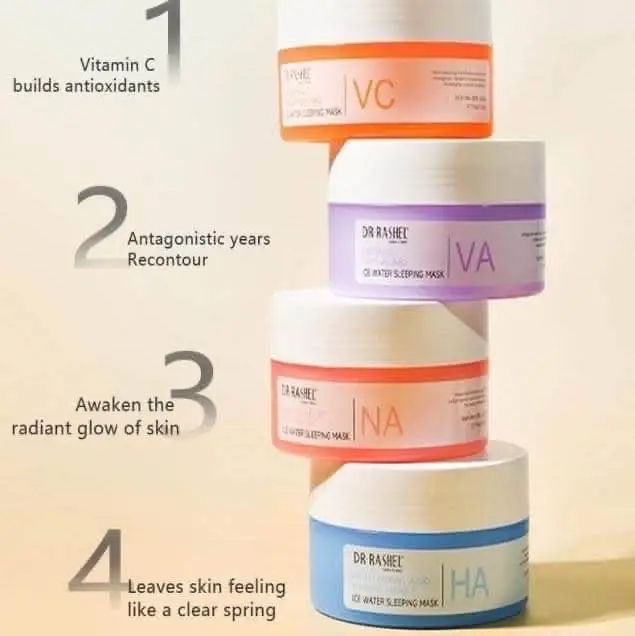 1
Vitamin C
builds antioxidants
DR·RASHEL
WATER SLEEPING MASK
VC
2
Antagonistic years
Recontour
DR·RASHEL
ICE WATER SLEEPING MASK
VA
3
Awaken the
radiant glow of skin
DR·RASHEL
ICE WATER SLEEPING MASK
NA
4
Leaves skin feeling
like a clear spring
DR·RASHEL
ICE WATER SLEEPING MASK
HA